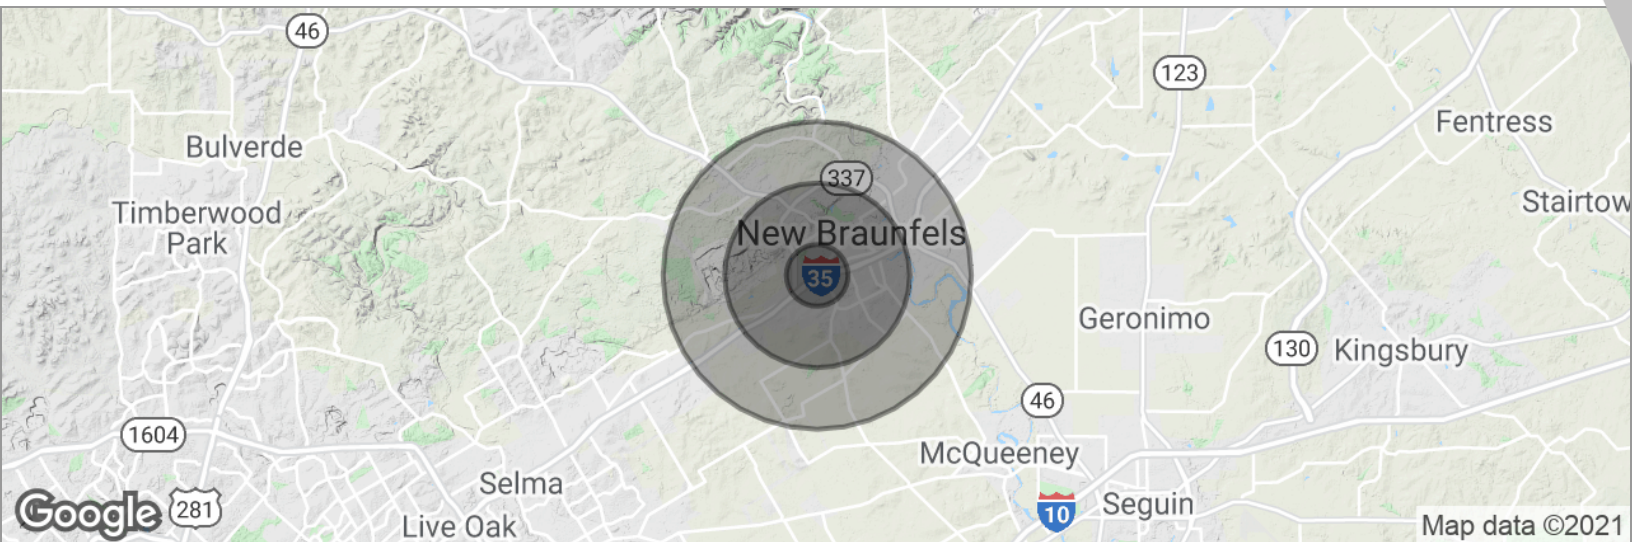 46
123
Fentress
Bulverde
337
Stairtow
Timberwood
Park
New Braunfels
35
Geronimo
130
Kingsbury
46
1604
McQueeney
Selma
Seguin
Google
281
10
Live Oak
Map data ©2021